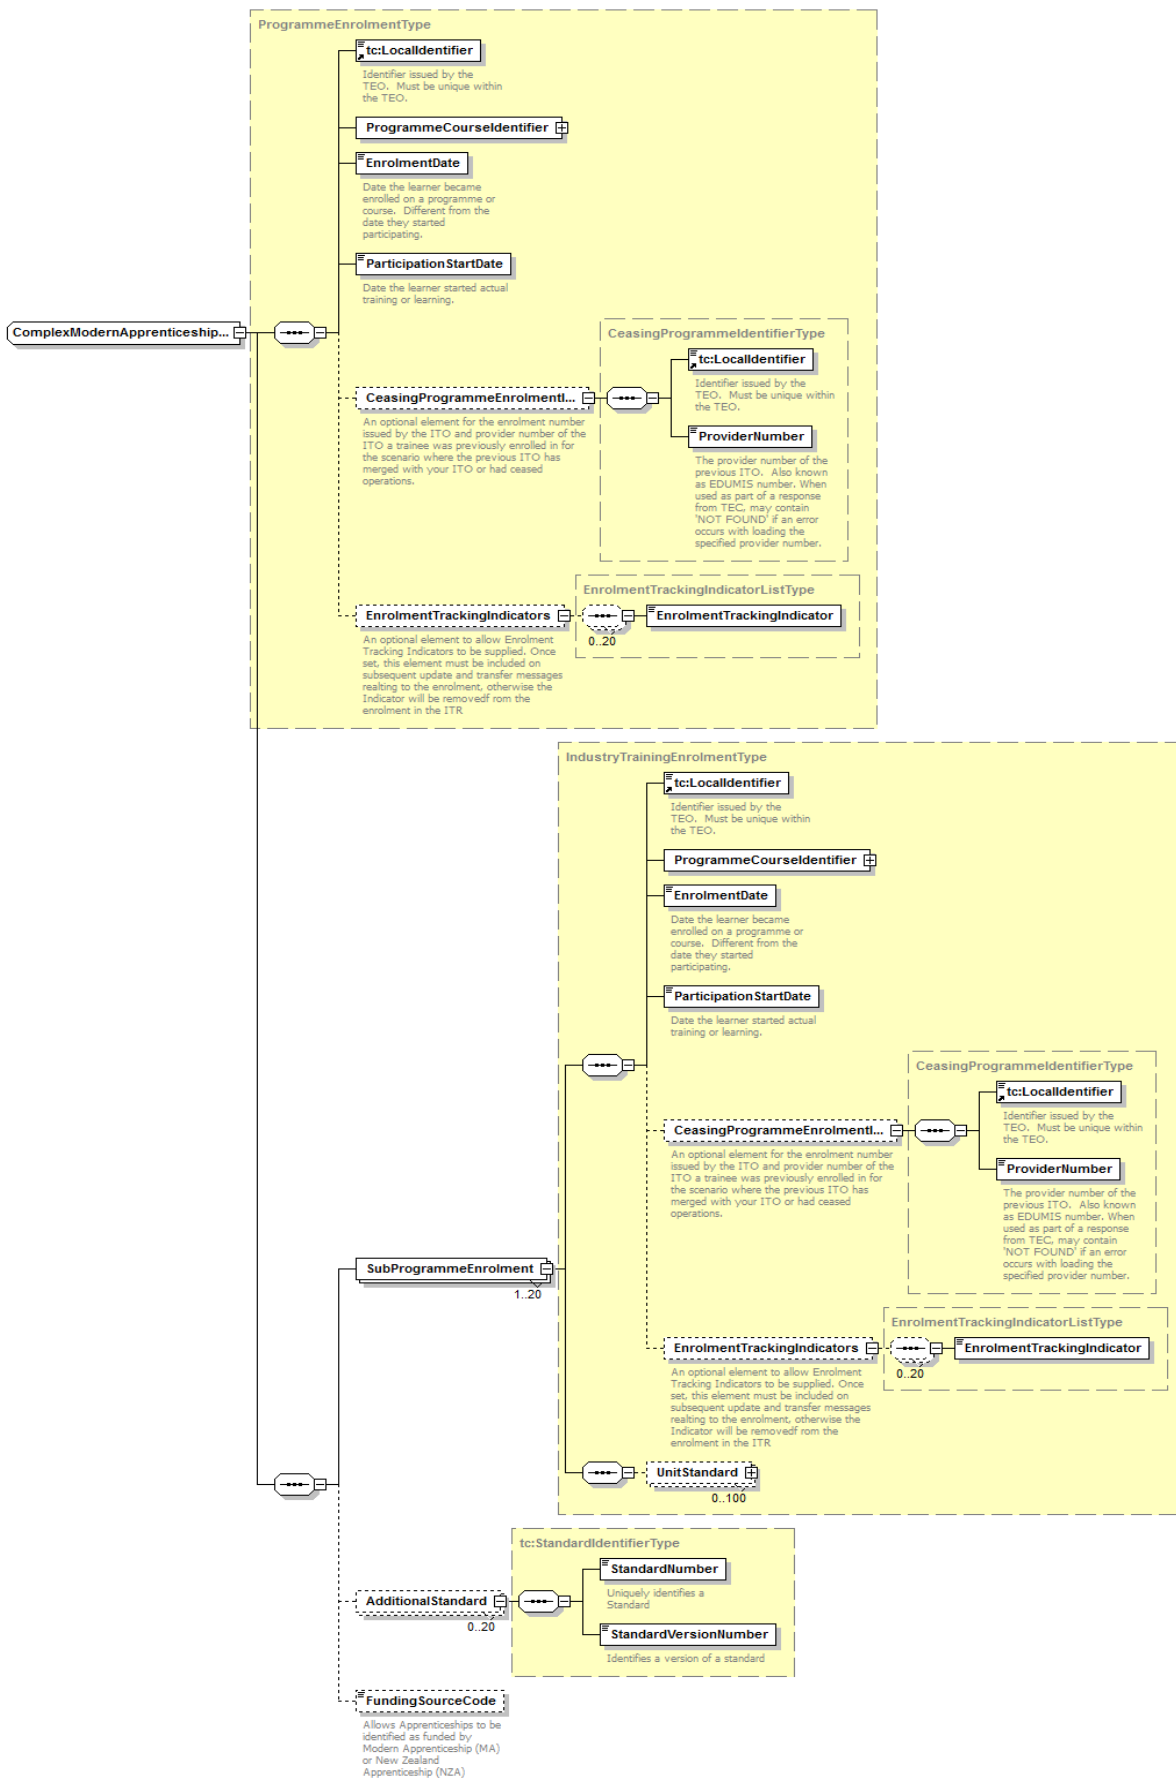 ProgrammeEnrolmentType
tc:LocalIdentifier
Identifier issued by the
TEO.  Must be unique within
the TEO.
ProgrammeCourseIdentifier
EnrolmentDate
Date the learner became
enrolled on a programme or
course.  Different from the
date they started
participating.
ParticipationStartDate
Date the learner started actual
training or learning.
ComplexModernApprenticeship...
CeasingProgrammeIdentifierType
tc:LocalIdentifier
Identifier issued by the
TEO.  Must be unique within
the TEO.
CeasingProgrammeEnrolmentI...
An optional element for the enrolment number
issued by the ITO and provider number of the
ITO a trainee was previously enrolled in for
the scenario where the previous ITO has
merged with your ITO or had ceased
operations.
ProviderNumber
The provider number of the
previous ITO.  Also known
as EDUMIS number. When
used as part of a response
from TEC, may contain
'NOT FOUND' if an error
occurs with loading the
specified provider number.
EnrolmentTrackingIndicatorListType
EnrolmentTrackingIndicators
EnrolmentTrackingIndicator
0..20
An optional element to allow Enrolment
Tracking Indicators to be supplied. Once
set, this element must be included on
subsequent update and transfer messages
realting to the enrolment, otherwise the
Indicator will be removedf rom the
enrolment in the ITR
IndustryTrainingEnrolmentType
tc:LocalIdentifier
Identifier issued by the
TEO.  Must be unique within
the TEO.
ProgrammeCourseIdentifier
EnrolmentDate
Date the learner became
enrolled on a programme or
course.  Different from the
date they started
participating.
ParticipationStartDate
Date the learner started actual
training or learning.
CeasingProgrammeIdentifierType
tc:LocalIdentifier
Identifier issued by the
TEO.  Must be unique within
the TEO.
CeasingProgrammeEnrolmentI...
An optional element for the enrolment number
issued by the ITO and provider number of the
ITO a trainee was previously enrolled in for
the scenario where the previous ITO has
merged with your ITO or had ceased
operations.
ProviderNumber
The provider number of the
previous ITO.  Also known
as EDUMIS number. When
used as part of a response
from TEC, may contain
'NOT FOUND' if an error
occurs with loading the
specified provider number.
SubProgrammeEnrolment
1..20
EnrolmentTrackingIndicatorListType
EnrolmentTrackingIndicators
EnrolmentTrackingIndicator
0..20
An optional element to allow Enrolment
Tracking Indicators to be supplied. Once
set, this element must be included on
subsequent update and transfer messages
realting to the enrolment, otherwise the
Indicator will be removedf rom the
enrolment in the ITR
UnitStandard
0..100
tc:StandardIdentifierType
StandardNumber
Uniquely identifies a
Standard
AdditionalStandard
0..20
StandardVersionNumber
Identifies a version of a standard
FundingSourceCode
Allows Apprenticeships to be
identified as funded by
Modern Apprenticeship (MA)
or New Zealand
Apprenticeship (NZA)